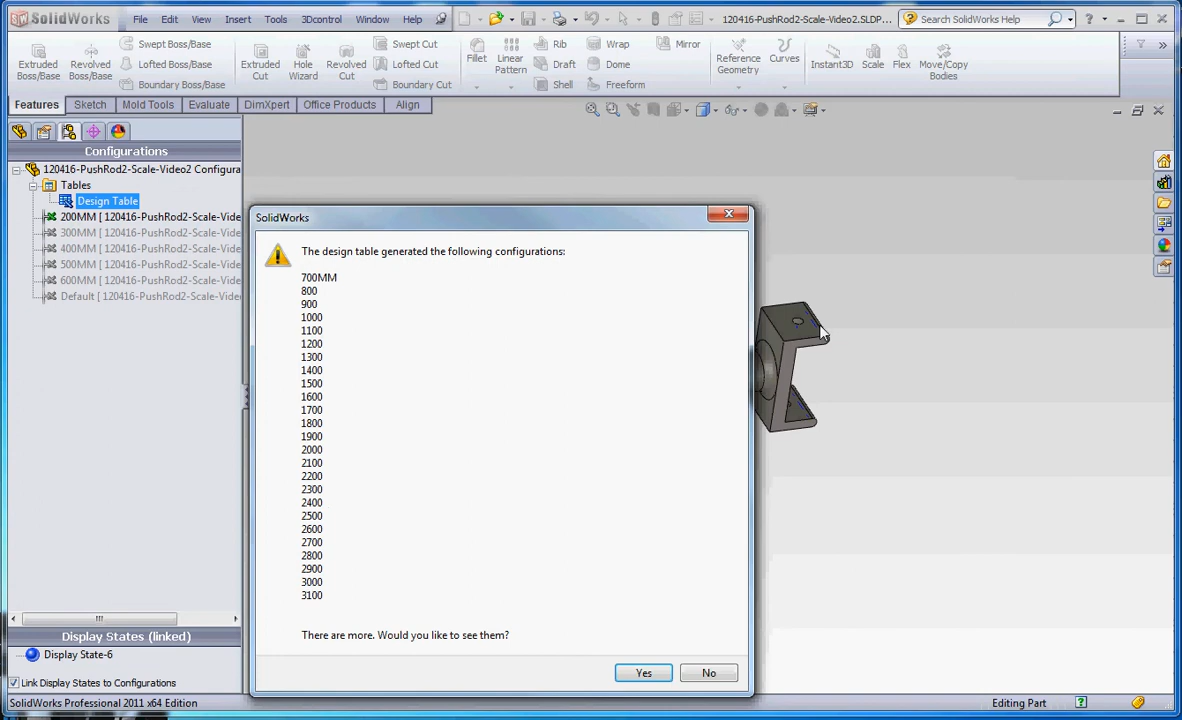 SolidWorks File Edit View Insert Tools 3Dcontrol Window Help 120416-PushRod2-Scale-Video2.SLDP... Search SolidWorks Help
Extruded Boss/Base
Revolved Boss/Base
Swept Boss/Base
Lofted Boss/Base
Boundary Boss/Base
Extruded Cut
Hole Wizard
Revolved Cut
Swept Cut
Lofted Cut
Boundary Cut
Fillet
Linear Pattern
Rib
Draft
Shell
Wrap
Dome
Freeform
Mirror
Reference Geometry
Curves
Instant3D
Scale
Flex
Move/Copy Bodies
Features Sketch Mold Tools Evaluate DimXpert Office Products Align
Configurations
120416-PushRod2-Scale-Video2 Configura
Tables
Design Table
200MM [ 120416-PushRod2-Scale-Vide
300MM [ 120416-PushRod2-Scale-Vide
400MM [ 120416-PushRod2-Scale-Vide
500MM [ 120416-PushRod2-Scale-Vide
600MM [ 120416-PushRod2-Scale-Vide
Default [ 120416-PushRod2-Scale-Vide
SolidWorks
The design table generated the following configurations:
700MM
800
900
1000
1100
1200
1300
1400
1500
1600
1700
1800
1900
2000
2100
2200
2300
2400
2500
2600
2700
2800
2900
3000
3100
There are more. Would you like to see them?
Yes No
Display States (linked)
Display State-6
Link Display States to Configurations
SolidWorks Professional 2011 x64 Edition Editing Part